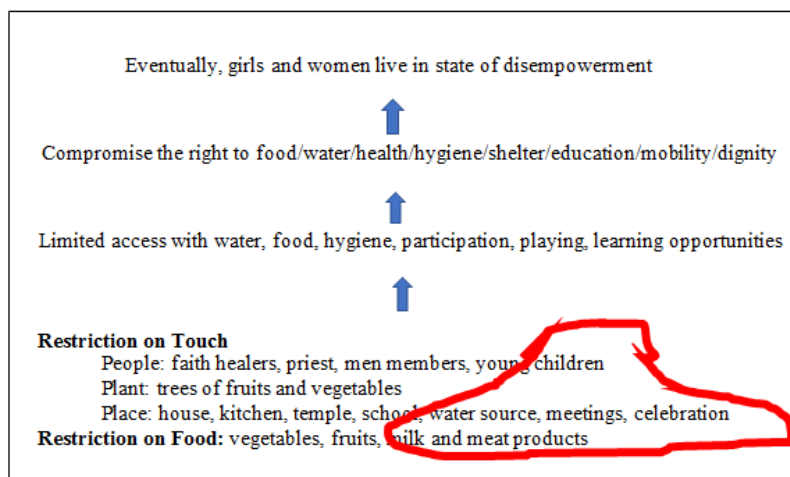 Eventually, girls and women live in state of disempowerment
Compromise the right to food/water/health/hygiene/shelter/education/mobility/dignity
Limited access with water, food, hygiene, participation, playing, learning opportunities
Restriction on Touch
People: faith healers, priest, men members, young children
Plant: trees of fruits and vegetables
Place: house, kitchen, temple, school, water source, meetings, celebration
Restriction on Food: vegetables, fruits, milk and meat products